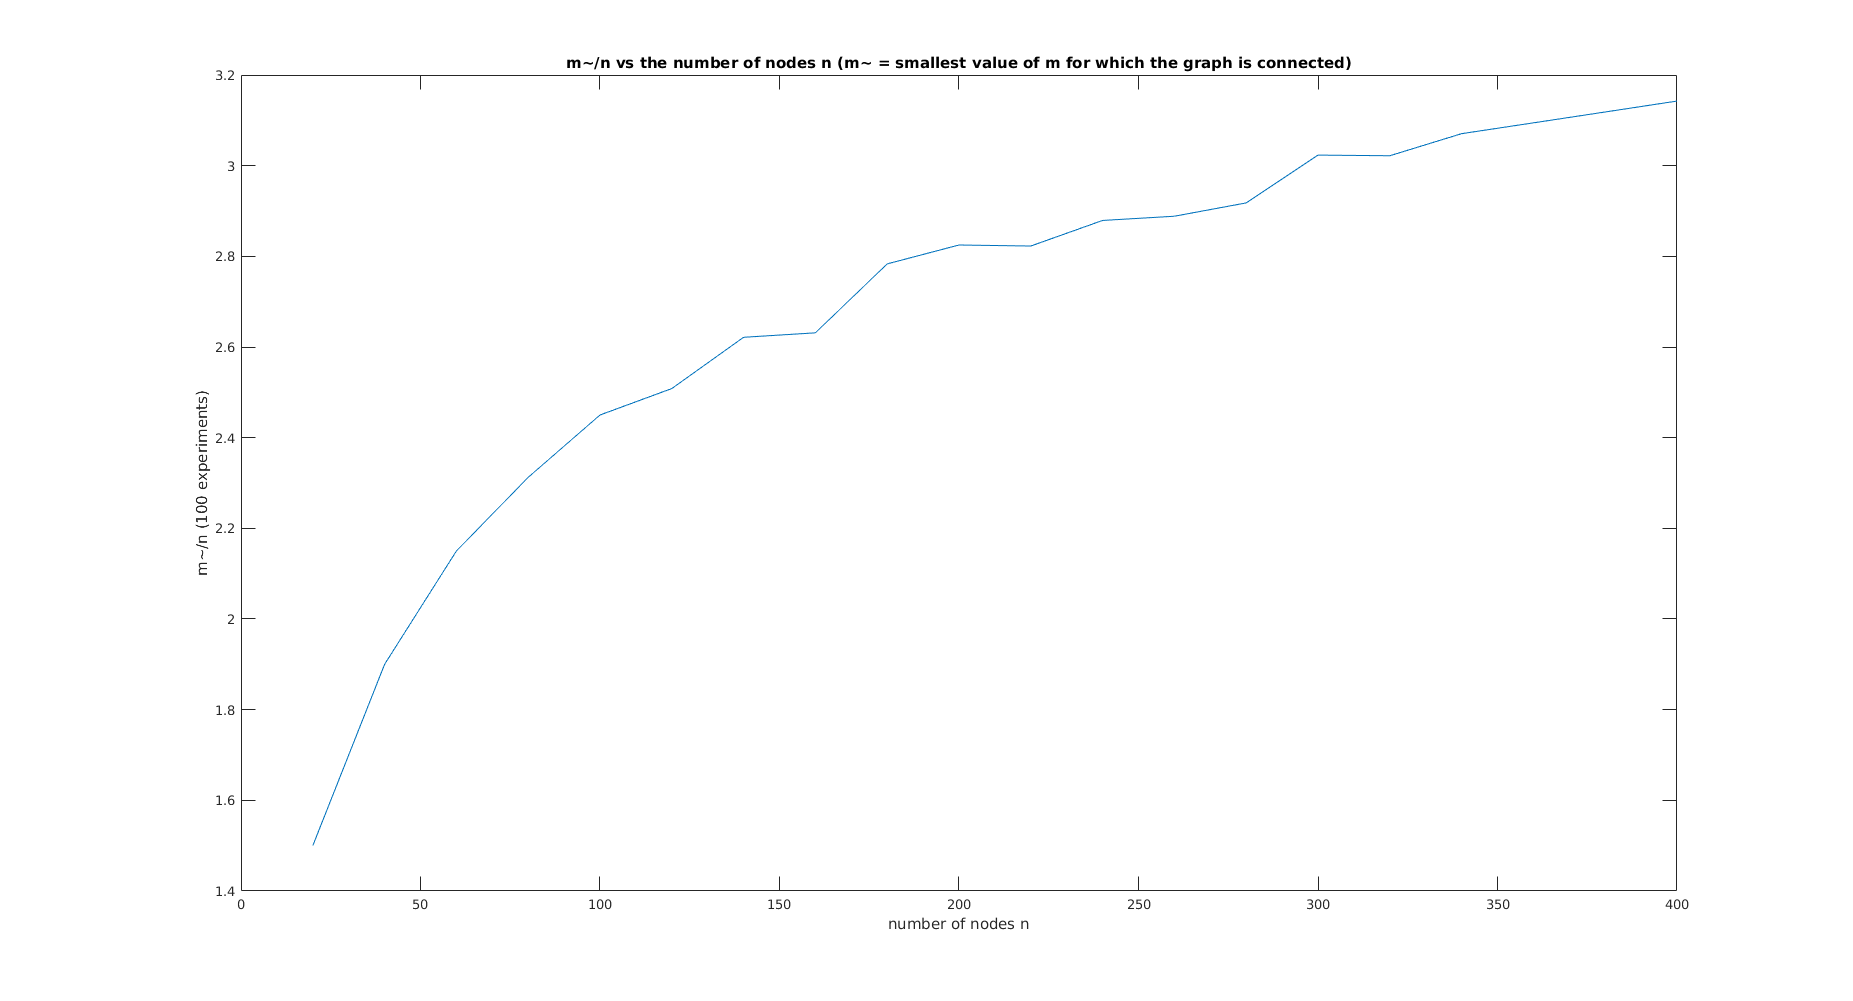 m~/n vs the number of nodes n (m~ = smallest value of m for which the graph is connected)
3.2
3
2.8
2.6
2.4
2.2
2
1.8
1.6
1.4
m~/n (100 experiments)
0 50 100 150 200 250 300 350 400
number of nodes n